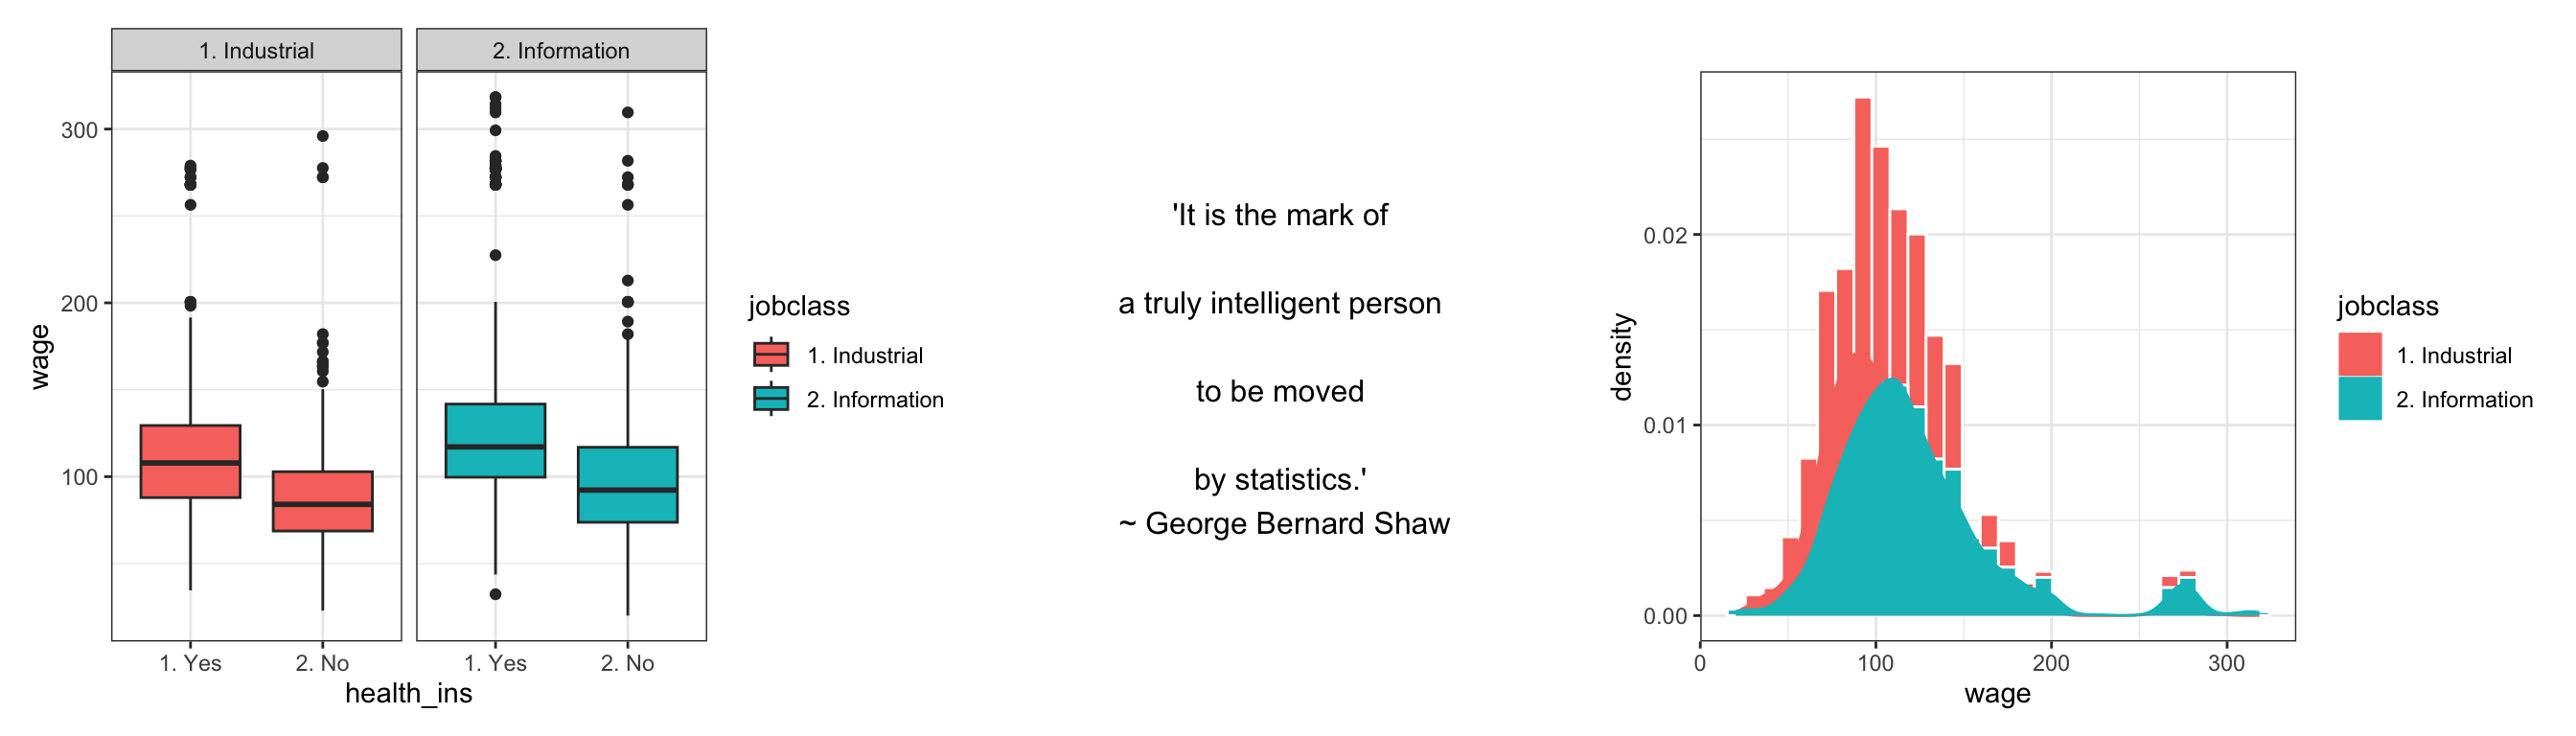 1. Industrial
2. Information
300
200
100
wage
1. Yes
2. No
1. Yes
2. No
health_ins
jobclass
1. Industrial
2. Information
'It is the mark of
a truly intelligent person
to be moved
by statistics.'
~ George Bernard Shaw
density
0.02
0.01
0.00
0
100
200
300
wage
jobclass
1. Industrial
2. Information